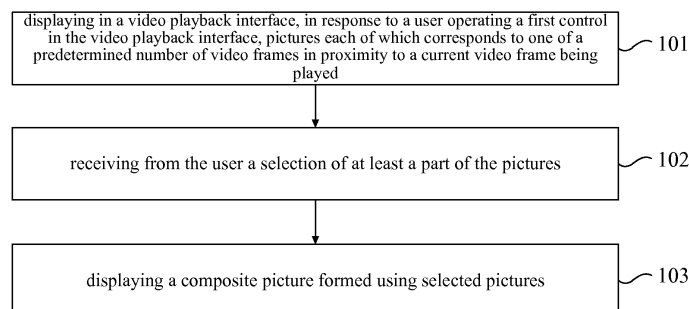 displaying in a video playback interface, in response to a user operating a first control
in the video playback interface, pictures each of which corresponds to one of a
predetermined number of video frames in proximity to a current video frame being
played
101
receiving from the user a selection of at least a part of the pictures
102
displaying a composite picture formed using selected pictures
103